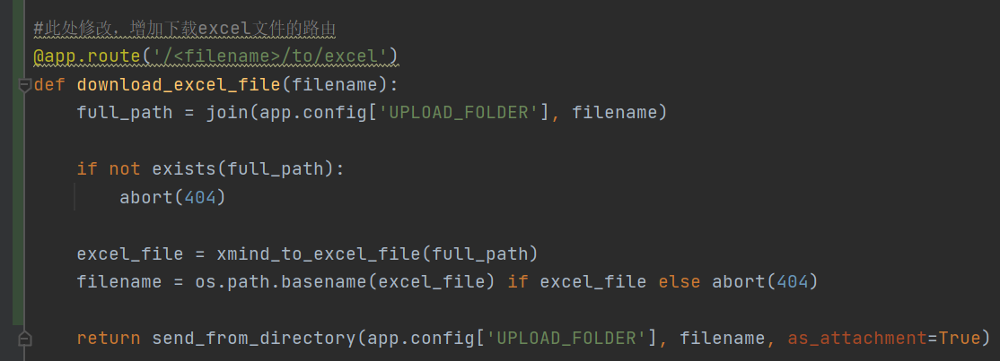 #此处修改，增加下载excel文件的路由
@app.route('/<filename>/to/excel')
def download_excel_file(filename):
    full_path = join(app.config['UPLOAD_FOLDER'], filename)
    if not exists(full_path):
        abort(404)
    excel_file = xmind_to_excel_file(full_path)
    filename = os.path.basename(excel_file) if excel_file else abort(404)
    return send_from_directory(app.config['UPLOAD_FOLDER'], filename, as_attachment=True)